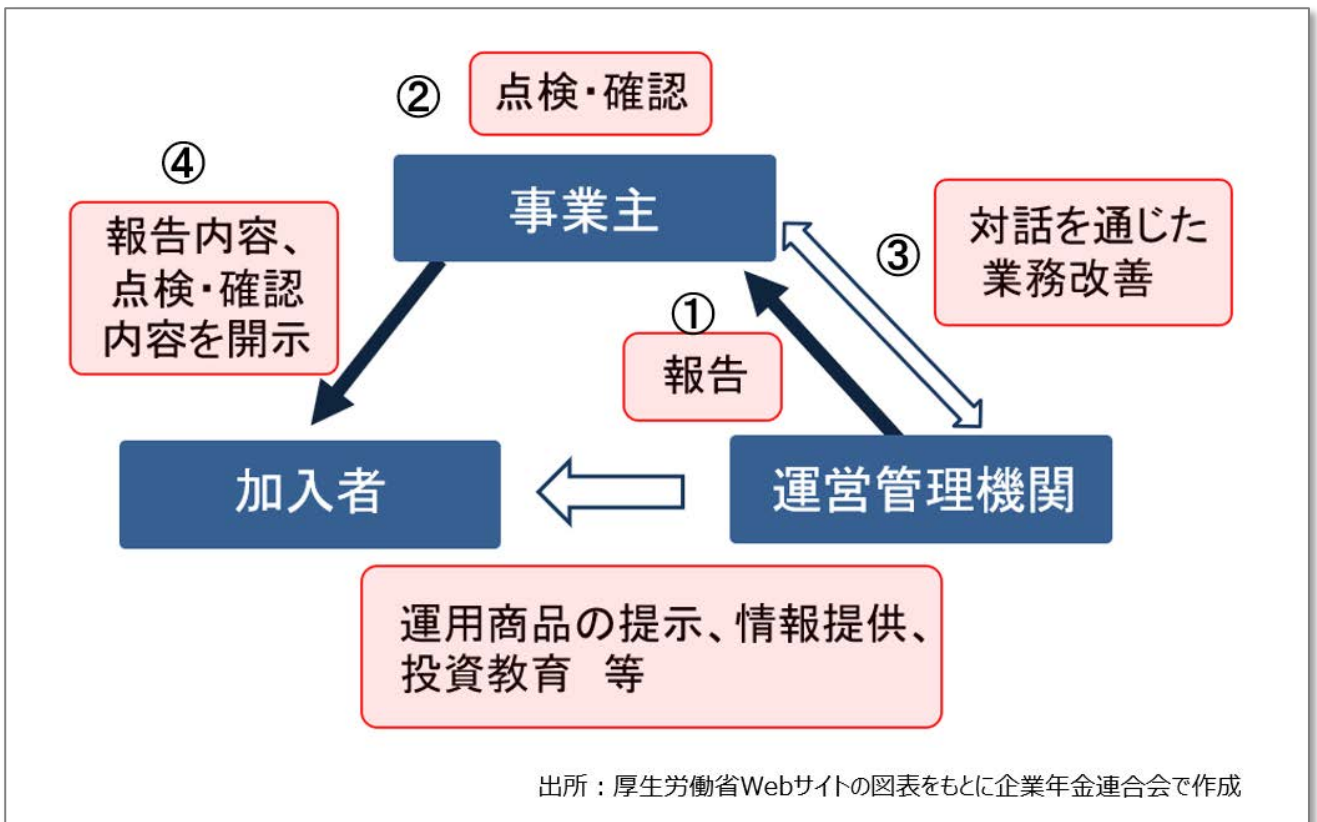 ②
点検・確認
④
事業主
報告内容、
点検・確認
内容を開示
③
対話を通じた
業務改善
①
報告
加入者
運営管理機関
運用商品の提示、情報提供、
投資教育 等
出所：厚生労働省Webサイトの図表をもとに企業年金連合会で作成